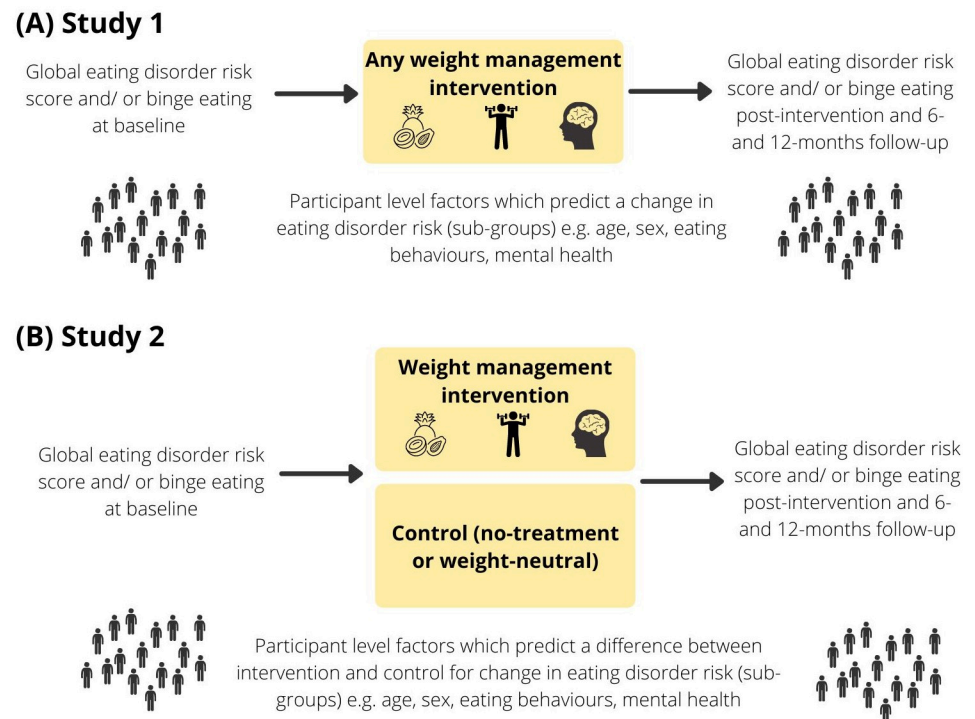 (A) Study 1
Global eating disorder risk
score and/ or binge eating
at baseline
Any weight management
intervention
Global eating disorder risk
score and/ or binge eating
post-intervention and 6-
and 12-months follow-up
Participant level factors which predict a change in
eating disorder risk (sub-groups) e.g. age, sex, eating
behaviours, mental health
(B) Study 2
Global eating disorder risk
score and/ or binge eating
at baseline
Weight management
intervention
Control (no-treatment
or weight-neutral)
Global eating disorder risk
score and/ or binge eating
post-intervention and 6-
and 12-months follow-up
Participant level factors which predict a difference between
intervention and control for change in eating disorder risk (sub-
groups) e.g. age, sex, eating behaviours, mental health